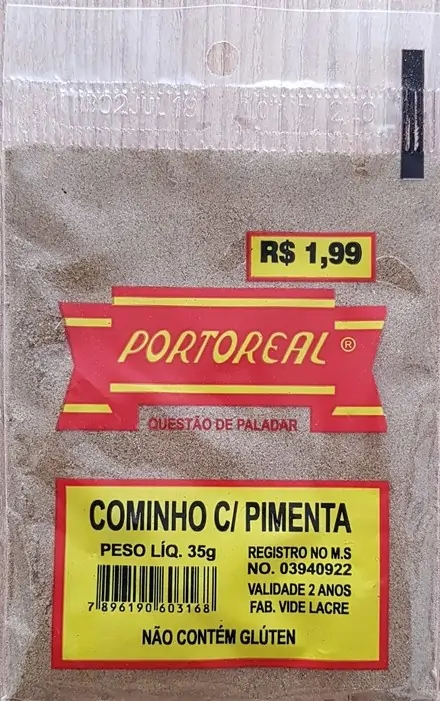 R$ 1,99
PORTOREAL ®
QUESTÃO DE PALADAR
COMINHO C/ PIMENTA
PESO LÍQ. 35g
REGISTRO NO M.S
NO. 03940922
VALIDADE 2 ANOS
FAB. VIDE LACRE
7 896190 603168
NÃO CONTÉM GLÚTEN